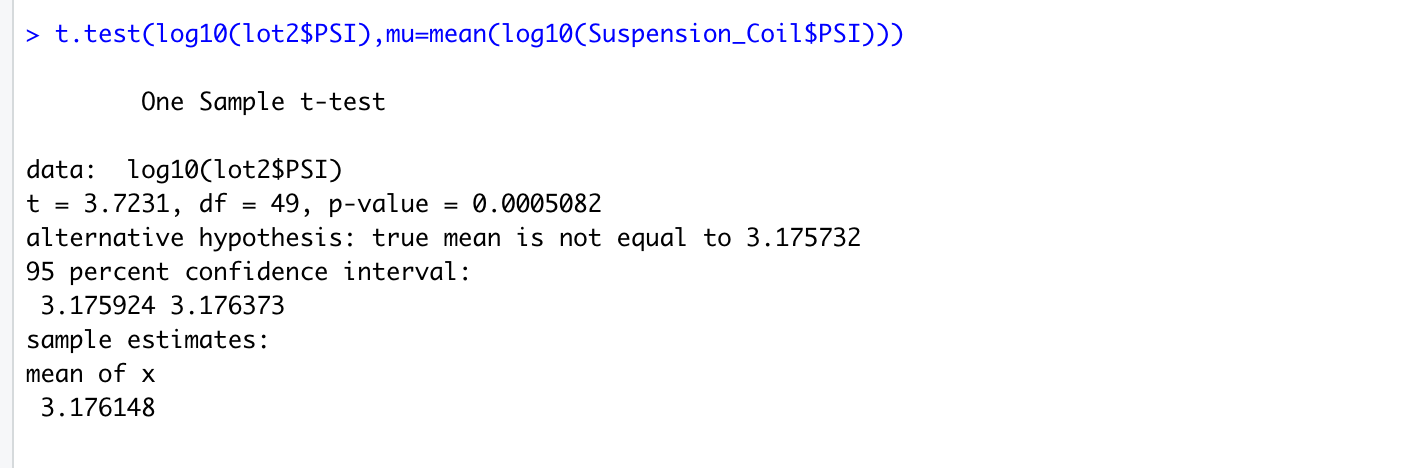 > t.test(log10(lot2$PSI),mu=mean(log10(Suspension_Coil$PSI)))
One Sample t-test
data:  log10(lot2$PSI)
t = 3.7231, df = 49, p-value = 0.0005082
alternative hypothesis: true mean is not equal to 3.175732
95 percent confidence interval:
3.175924 3.176373
sample estimates:
mean of x
3.176148